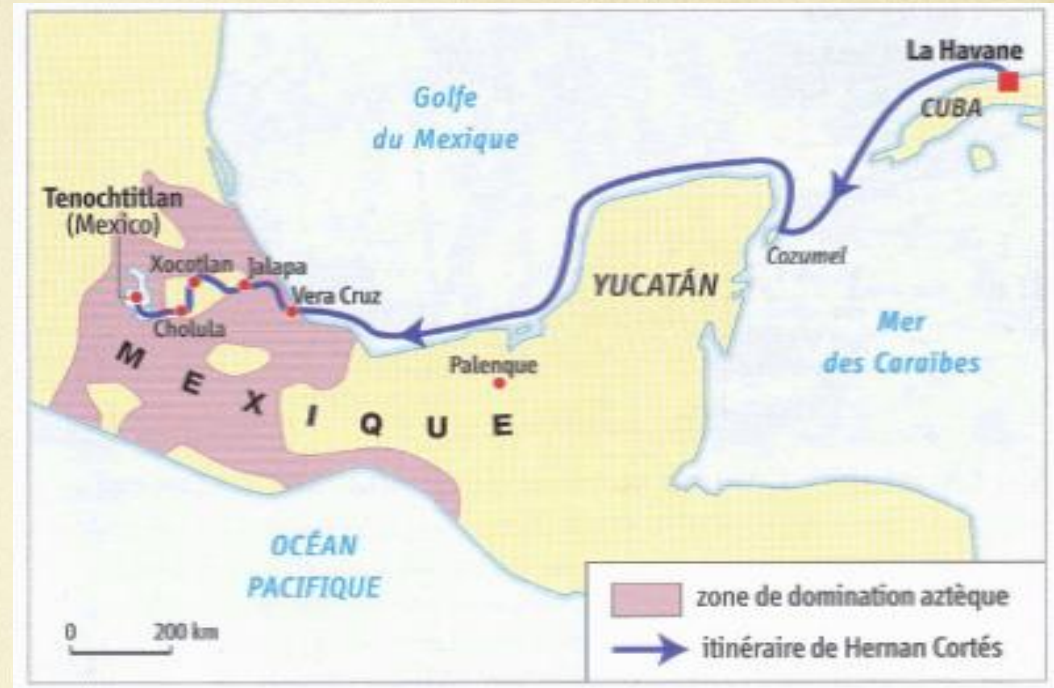 La Havane
CUBA
Golfe
du Mexique
Tenochtitlan
(Mexico)
Xocotlan
Jalapa
Vera Cruz
Cholula
Cozumel
YUCATÁN
Mer
des Caraïbes
Palenque
MEXIQUE
OCÉAN
PACIFIQUE
0 200 km
zone de domination aztèque
itinéraire de Hernan Cortés